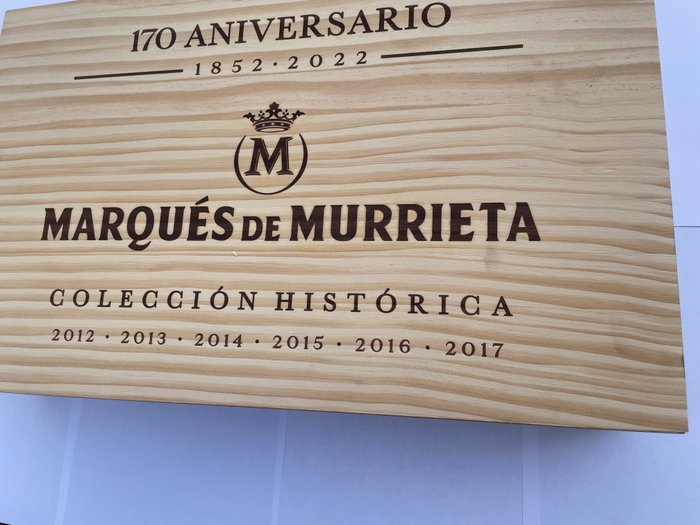 170 ANIVERSARIO
1852 · 2022
M
MARQUÉS DE MURRIETA
COLECCIÓN HISTÓRICA
2012 · 2013 · 2014 · 2015 · 2016 · 2017